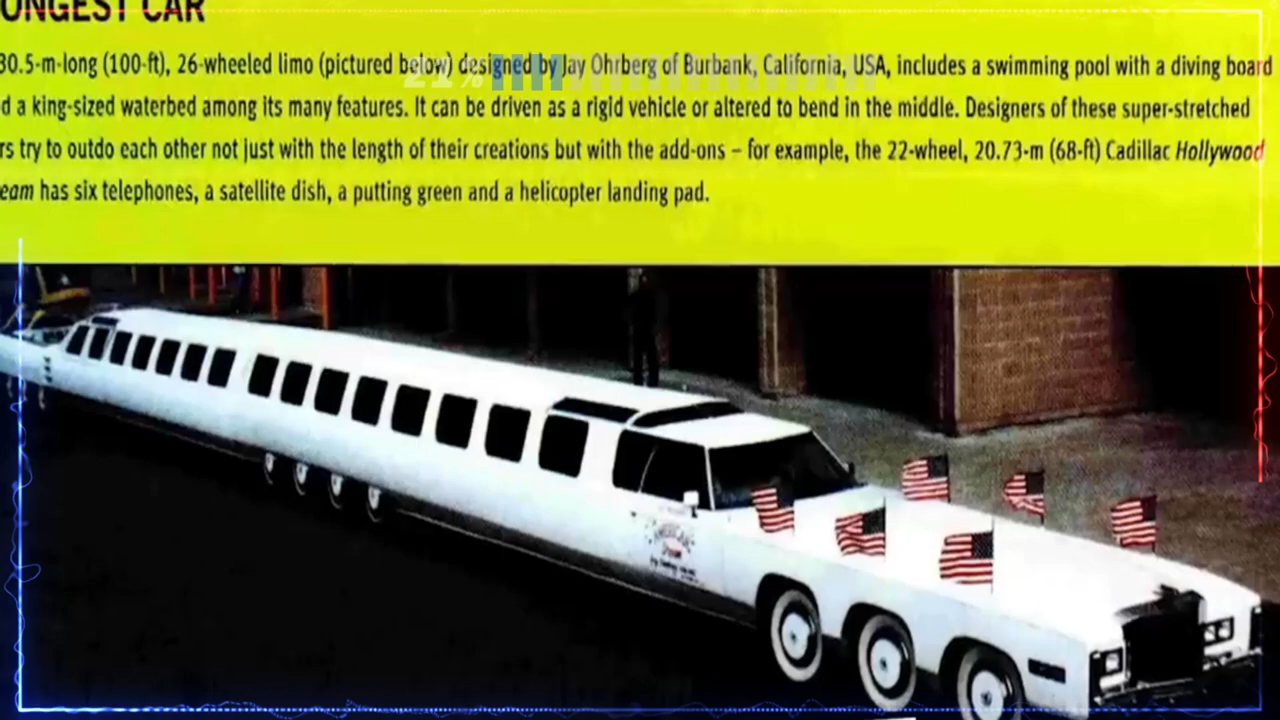 ONGEST CAR
30.5-m-long (100-ft), 26-wheeled limo (pictured below) designed by Jay Ohrberg of Burbank, California, USA, includes a swimming pool with a diving board
21%
d a king-sized waterbed among its many features. It can be driven as a rigid vehicle or altered to bend in the middle. Designers of these super-stretched
rs try to outdo each other not just with the length of their creations but with the add-ons – for example, the 22-wheel, 20.73-m (68-ft) Cadillac Hollywood
eam has six telephones, a satellite dish, a putting green and a helicopter landing pad.
AMERICAN